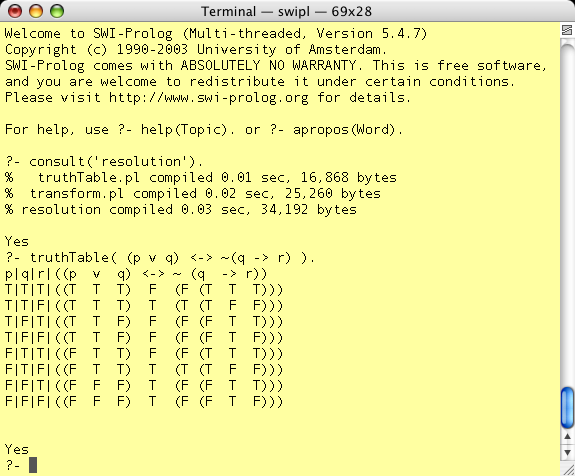 Terminal — swipl — 69x28
Welcome to SWI-Prolog (Multi-threaded, Version 5.4.7)
Copyright (c) 1990-2003 University of Amsterdam.
SWI-Prolog comes with ABSOLUTELY NO WARRANTY. This is free software,
and you are welcome to redistribute it under certain conditions.
Please visit http://www.swi-prolog.org for details.

For help, use ?- help(Topic). or ?- apropos(Word).

?- consult('resolution').
%   truthTable.pl compiled 0.01 sec, 16,868 bytes
%  transform.pl compiled 0.02 sec, 25,260 bytes
% resolution compiled 0.03 sec, 34,192 bytes

Yes
?- truthTable( (p v q) <-> ~(q -> r) ).
p|q|r|((p  v  q) <-> ~ (q  -> r))
T|T|T|((T  T  T)  F  (F (T  T  T)))
T|T|F|((T  T  T)  T  (T (T  F  F)))
T|F|T|((T  T  F)  F  (F (F  T  T)))
T|F|F|((T  T  F)  F  (F (F  T  F)))
F|T|T|((F  T  T)  F  (F (T  T  T)))
F|T|F|((F  T  T)  T  (T (T  F  F)))
F|F|T|((F  F  F)  T  (F (F  T  T)))
F|F|F|((F  F  F)  T  (F (F  T  F)))

Yes
?-